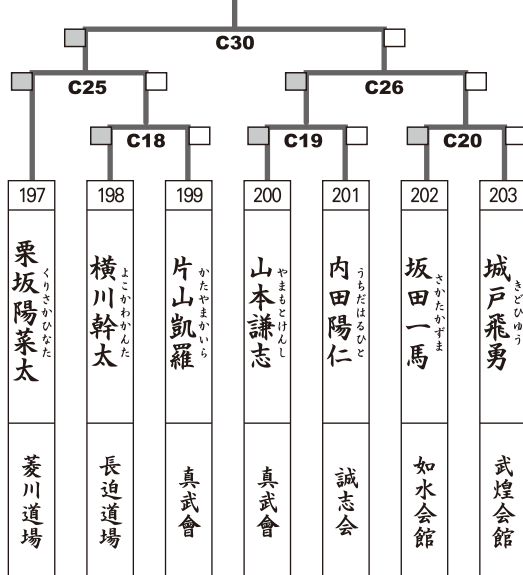 C30
C25
C26
C18
C19
C20
197
198
199
200
201
202
203
栗坂陽菜太
くりさかひなた
横川幹太
よこかわかんた
片山凱羅
かたやまかいら
山本謙志
やまもとけんし
内田陽仁
うちだはるひと
坂田一馬
さかたかずま
城戸飛勇
きどひゆう
菱川道場
長迫道場
真武會
真武會
誠志会
如水会館
武煌会館